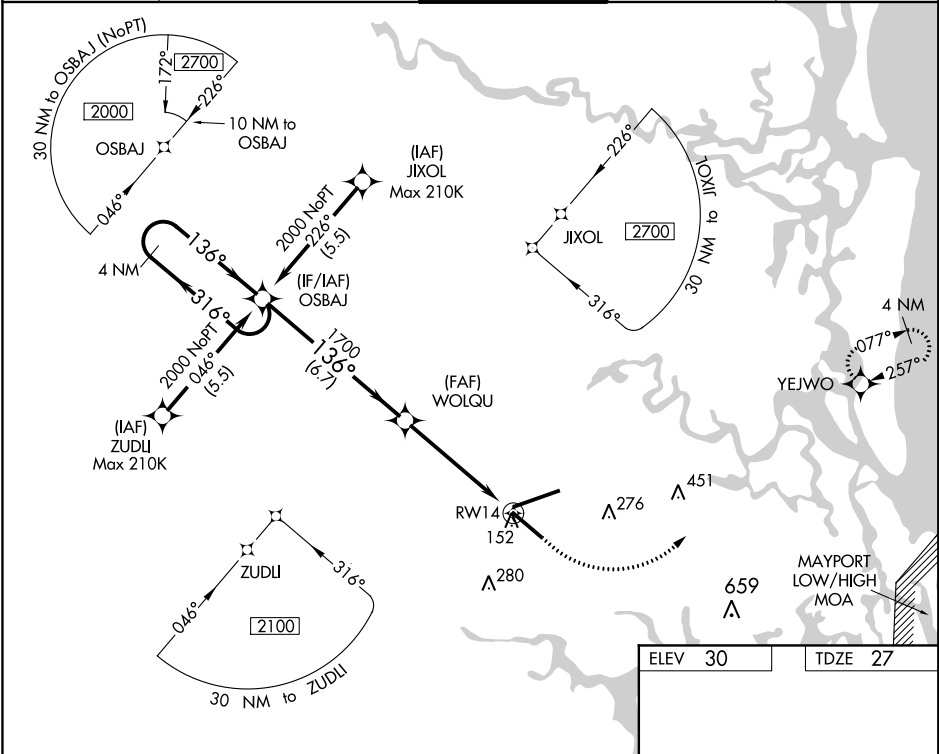 30 NM to OSBAJ (NoPT)
172°
2700
226°
2000
10 NM to
OSBAJ
OSBAJ
046°
(IAF)
JIXOL
Max 210K
2000 NoPT
226°
(5.5)
136°
4 NM
316°
(IF/IAF)
OSBAJ
2000 NoPT
046°
(5.5)
(IAF)
ZUDLI
Max 210K
1700
136°
(6.7)
(FAF)
WOLQU
226°
JIXOL
2700
30 NM to JIXOL
316°
4 NM
077°
257°
YEJWO
RW14
152
276
451
280
659
MAYPORT
LOW/HIGH
MOA
ZUDLI
316°
046°
2100
30 NM to ZUDLI
ELEV 30
TDZE 27